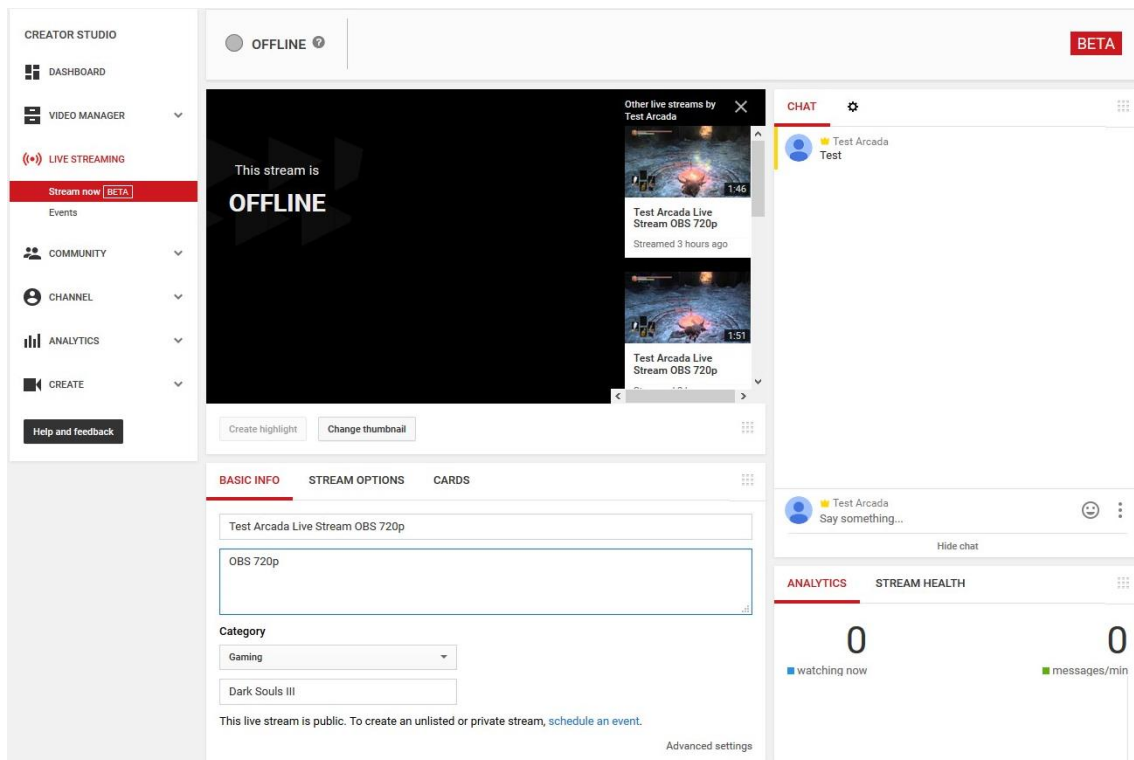 CREATOR STUDIO
DASHBOARD
VIDEO MANAGER
LIVE STREAMING
Stream now BETA
Events
COMMUNITY
CHANNEL
ANALYTICS
CREATE
Help and feedback
OFFLINE ?
BETA
This stream is
OFFLINE
Other live streams by
Test Arcada
1:46
Test Arcada Live
Stream OBS 720p
Streamed 3 hours ago
1:51
Test Arcada Live
Stream OBS 720p
Create highlight
Change thumbnail
BASIC INFO STREAM OPTIONS CARDS
Test Arcada Live Stream OBS 720p
OBS 720p
Category
Gaming
Dark Souls III
This live stream is public. To create an unlisted or private stream, schedule an event.
Advanced settings
CHAT
Test Arcada
Test
Test Arcada
Say something...
Hide chat
ANALYTICS STREAM HEALTH
0 0
watching now messages/min